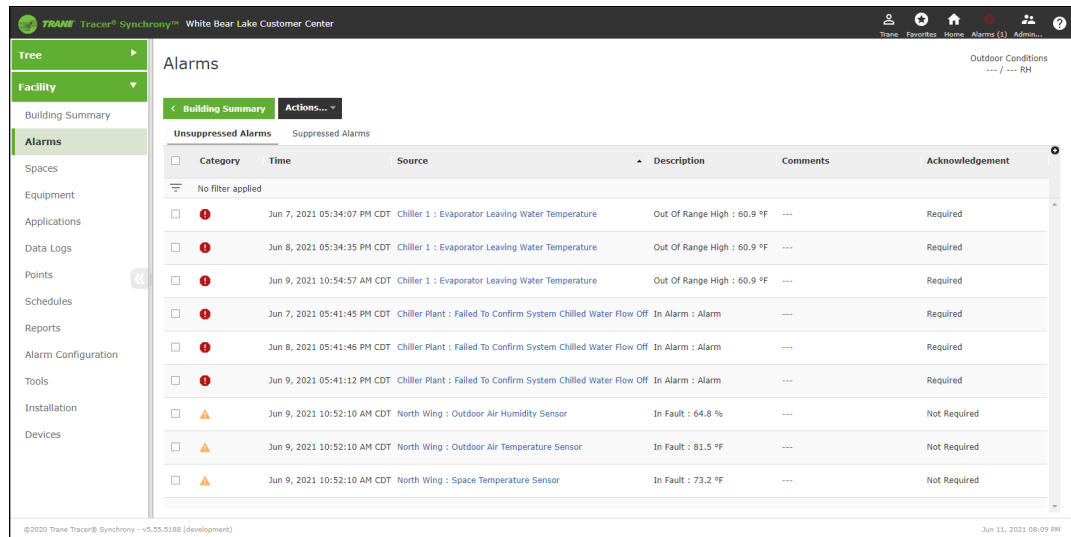 TRANE Tracer® Synchrony™ White Bear Lake Customer Center
Trane Favorites Home Alarms (1) Admin...
Tree
Facility
Building Summary
Alarms
Spaces
Equipment
Applications
Data Logs
Points
Schedules
Reports
Alarm Configuration
Tools
Installation
Devices
Alarms
Outdoor Conditions
--- / --- RH
Building Summary Actions...
Unsuppressed Alarms Suppressed Alarms
Category Time Source Description Comments Acknowledgement
No filter applied
Jun 7, 2021 05:34:07 PM CDT Chiller 1 : Evaporator Leaving Water Temperature Out Of Range High : 60.9 °F --- Required
Jun 8, 2021 05:34:35 PM CDT Chiller 1 : Evaporator Leaving Water Temperature Out Of Range High : 60.9 °F --- Required
Jun 9, 2021 10:54:57 AM CDT Chiller 1 : Evaporator Leaving Water Temperature Out Of Range High : 60.9 °F --- Required
Jun 7, 2021 05:41:45 PM CDT Chiller Plant : Failed To Confirm System Chilled Water Flow Off In Alarm : Alarm --- Required
Jun 8, 2021 05:41:46 PM CDT Chiller Plant : Failed To Confirm System Chilled Water Flow Off In Alarm : Alarm --- Required
Jun 9, 2021 05:41:12 PM CDT Chiller Plant : Failed To Confirm System Chilled Water Flow Off In Alarm : Alarm --- Required
Jun 9, 2021 10:52:10 AM CDT North Wing : Outdoor Air Humidity Sensor In Fault : 64.8 % --- Not Required
Jun 9, 2021 10:52:10 AM CDT North Wing : Outdoor Air Temperature Sensor In Fault : 81.5 °F --- Not Required
Jun 9, 2021 10:52:10 AM CDT North Wing : Space Temperature Sensor In Fault : 73.2 °F --- Not Required
©2020 Trane Tracer® Synchrony - v5.55.5188 (development) Jun 11, 2021 08:09 PM